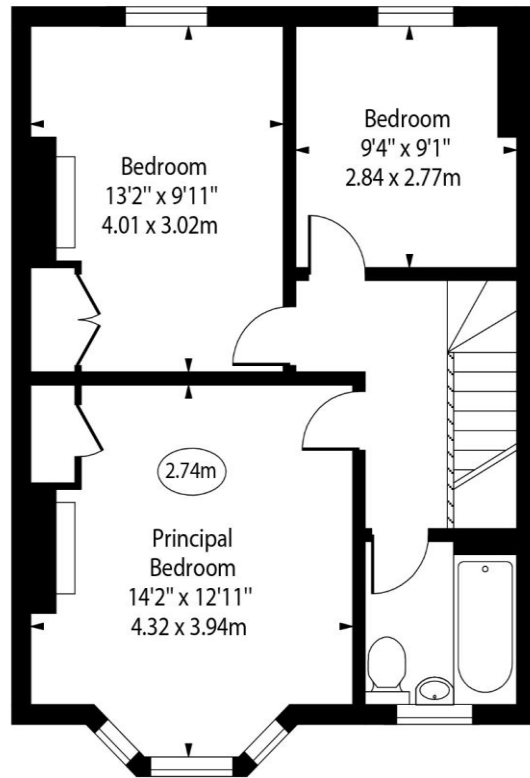 Bedroom
13'2" x 9'11"
4.01 x 3.02m
Bedroom
9'4" x 9'1"
2.84 x 2.77m
2.74m
Principal
Bedroom
14'2" x 12'11"
4.32 x 3.94m